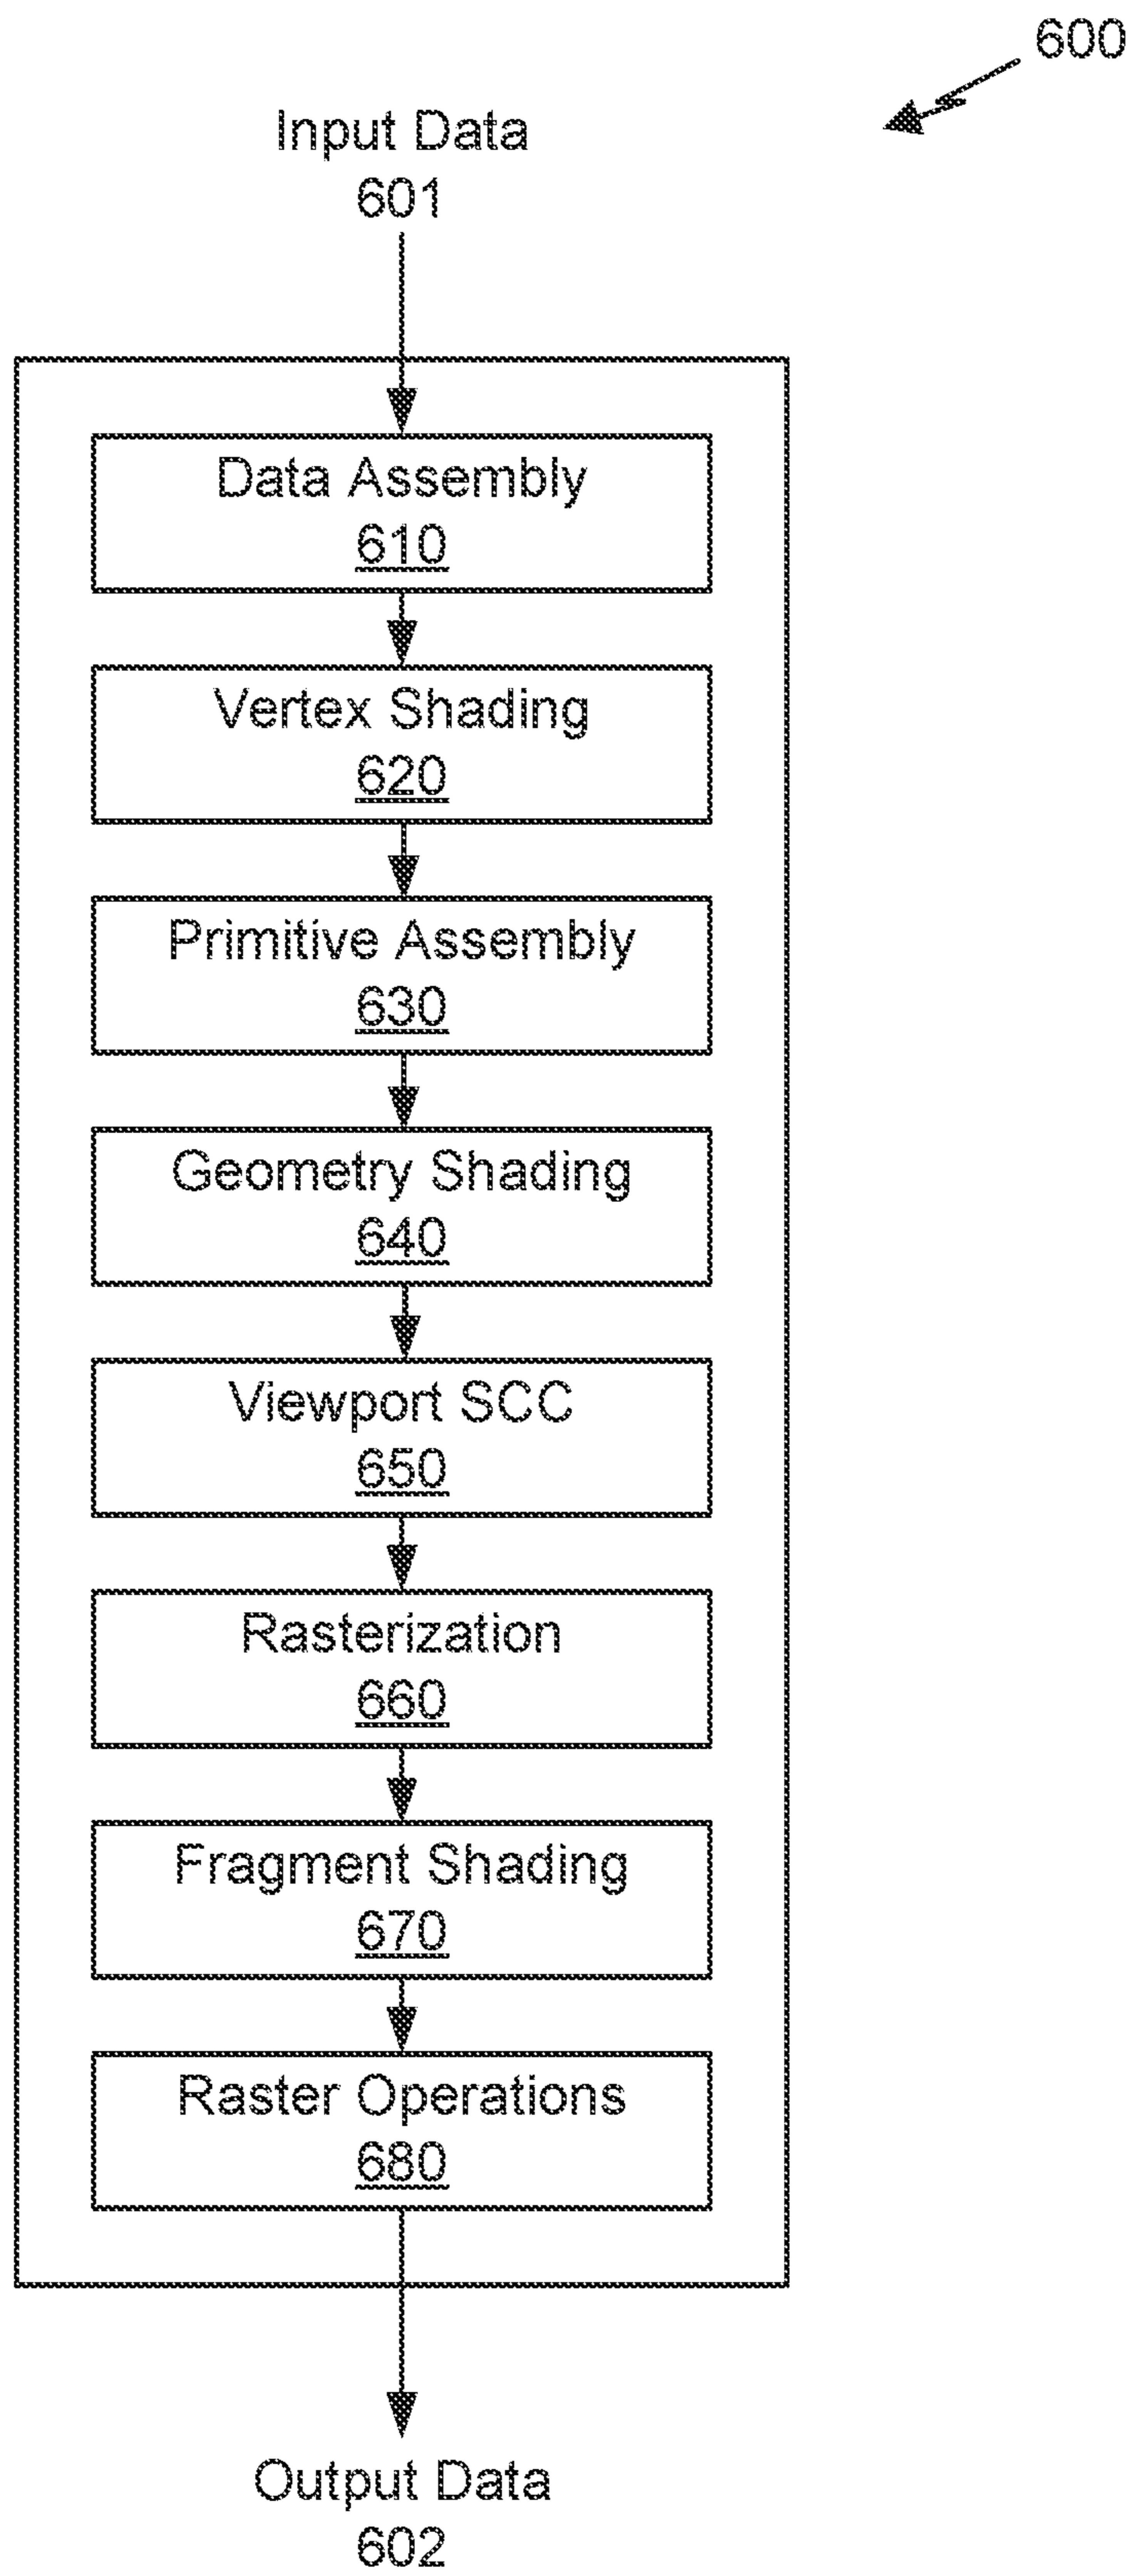 600
Input Data
601
Data Assembly
610
Vertex Shading
620
Primitive Assembly
630
Geometry Shading
640
Viewport SCC
650
Rasterization
660
Fragment Shading
670
Raster Operations
680
Output Data
602